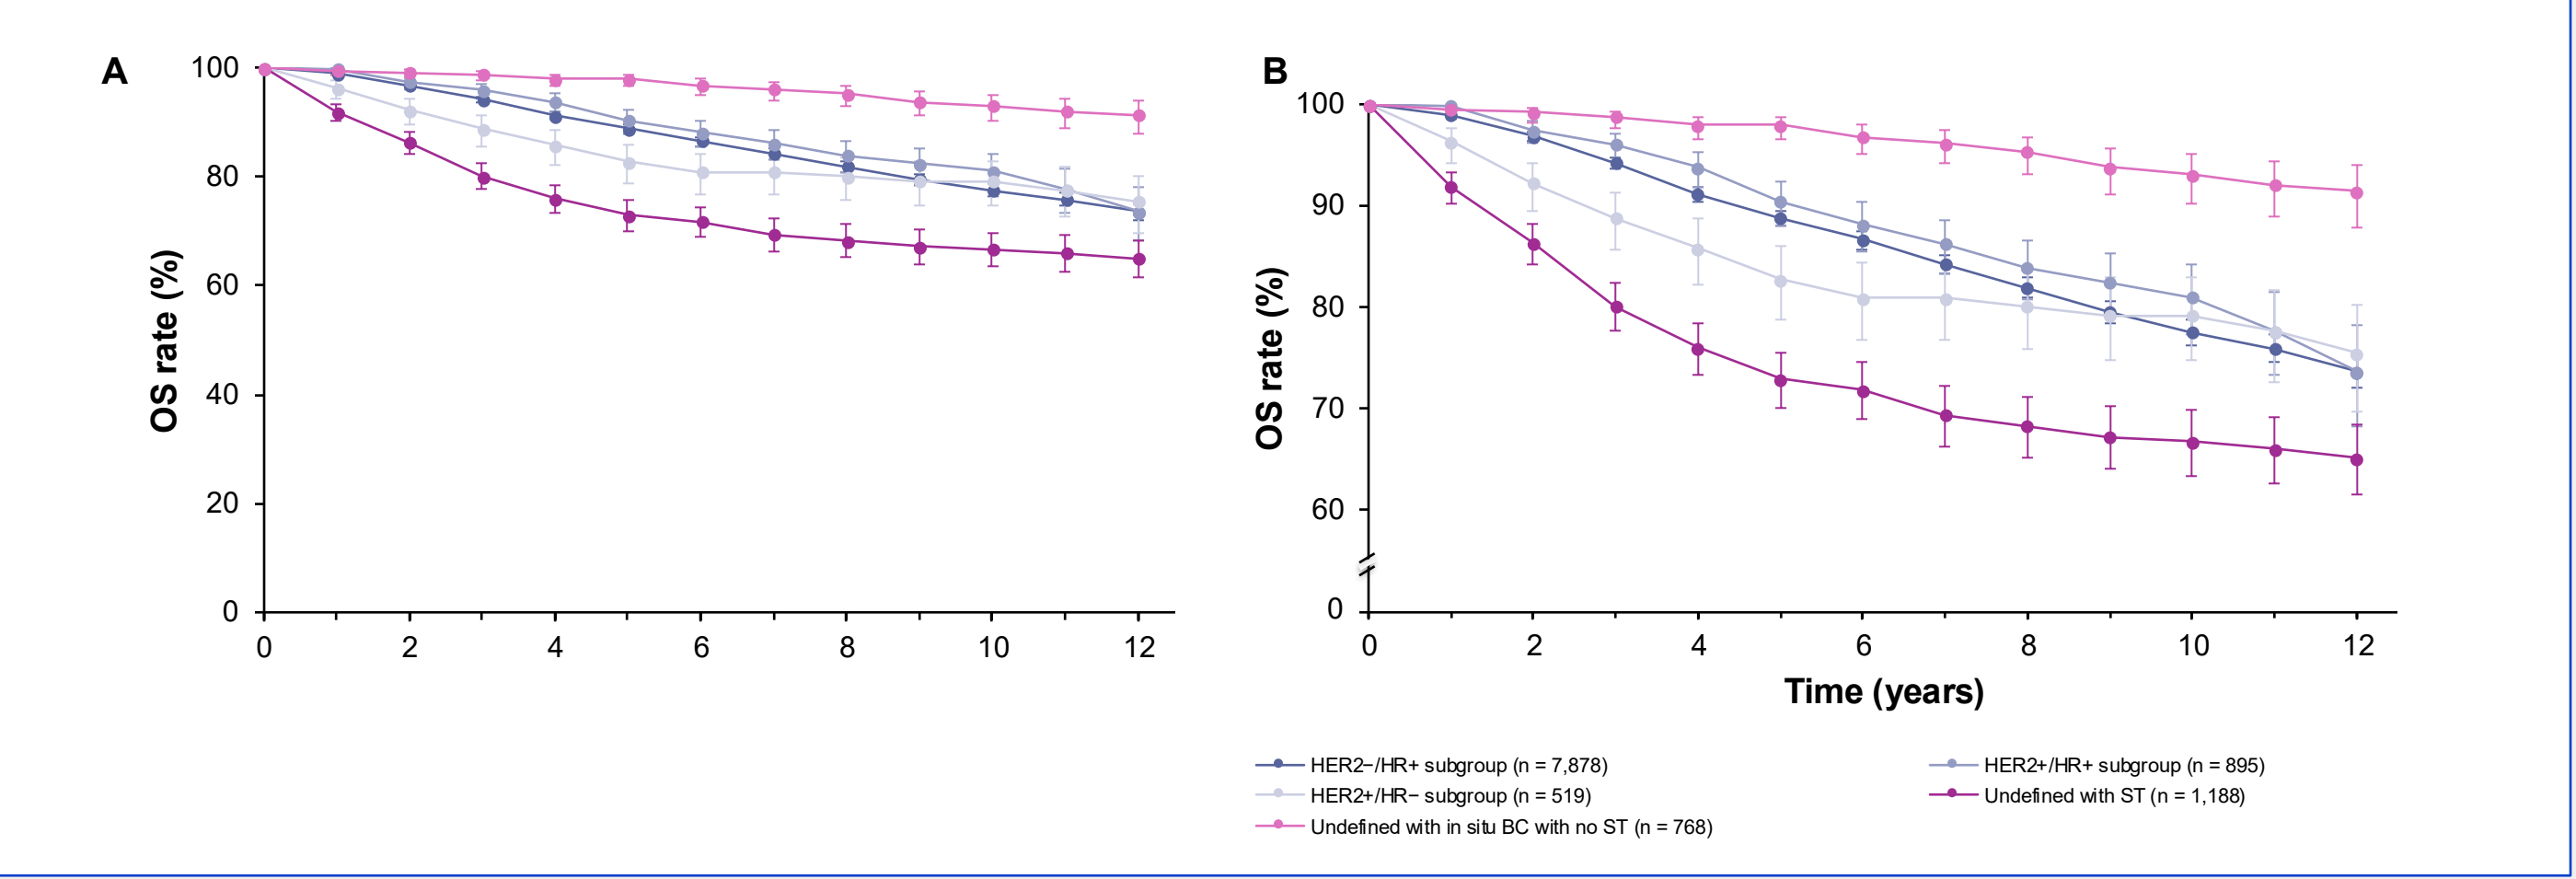 A
OS rate (%)
100
80
60
40
20
0
0 2 4 6 8 10 12
B
OS rate (%)
100
90
80
70
60
0
0 2 4 6 8 10 12
Time (years)
HER2−/HR+ subgroup (n = 7,878)
HER2+/HR+ subgroup (n = 895)
HER2+/HR− subgroup (n = 519)
Undefined with ST (n = 1,188)
Undefined with in situ BC with no ST (n = 768)